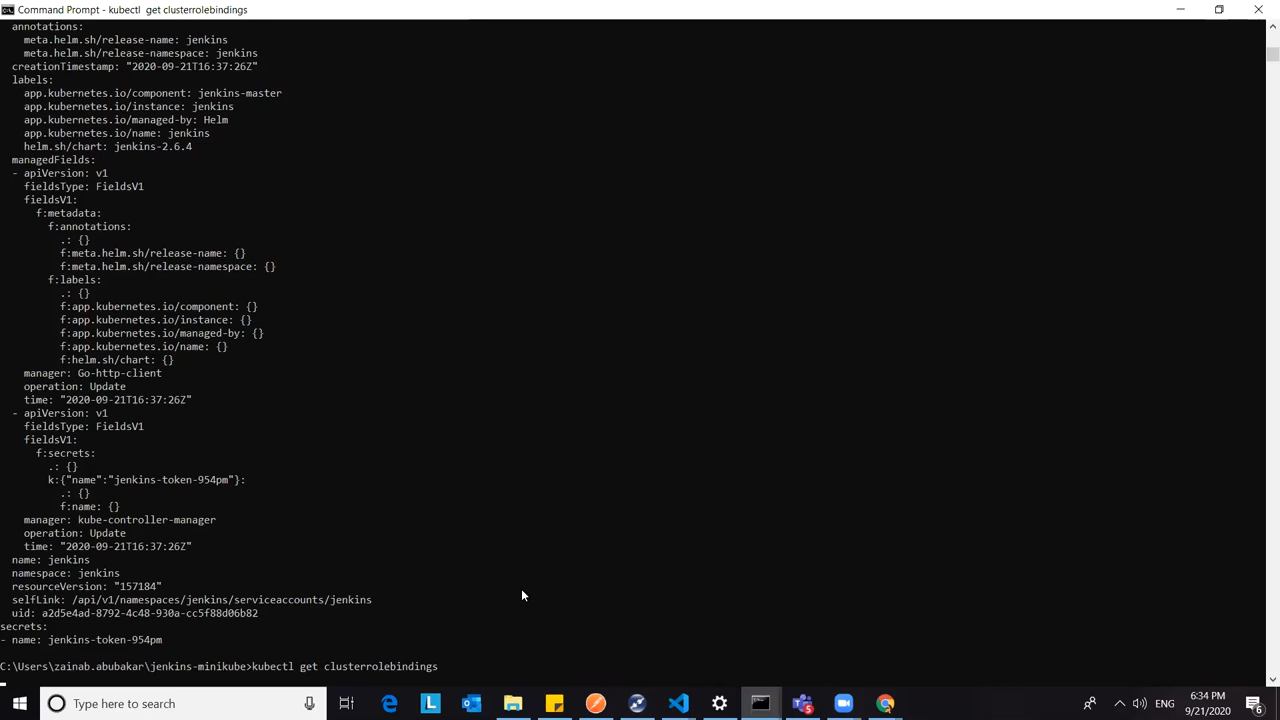 Command Prompt - kubectl  get clusterrolebindings
annotations:
meta.helm.sh/release-name: jenkins
meta.helm.sh/release-namespace: jenkins
creationTimestamp: "2020-09-21T16:37:26Z"
labels:
app.kubernetes.io/component: jenkins-master
app.kubernetes.io/instance: jenkins
app.kubernetes.io/managed-by: Helm
app.kubernetes.io/name: jenkins
helm.sh/chart: jenkins-2.6.4
managedFields:
- apiVersion: v1
fieldsType: FieldsV1
fieldsV1:
f:metadata:
f:annotations:
.: {}
f:meta.helm.sh/release-name: {}
f:meta.helm.sh/release-namespace: {}
f:labels:
.: {}
f:app.kubernetes.io/component: {}
f:app.kubernetes.io/instance: {}
f:app.kubernetes.io/managed-by: {}
f:app.kubernetes.io/name: {}
f:helm.sh/chart: {}
manager: Go-http-client
operation: Update
time: "2020-09-21T16:37:26Z"
- apiVersion: v1
fieldsType: FieldsV1
fieldsV1:
f:secrets:
.: {}
k:{"name":"jenkins-token-954pm"}:
.: {}
f:name: {}
manager: kube-controller-manager
operation: Update
time: "2020-09-21T16:37:26Z"
name: jenkins
namespace: jenkins
resourceVersion: "157184"
selfLink: /api/v1/namespaces/jenkins/serviceaccounts/jenkins
uid: a2d5e4ad-8792-4c48-930a-cc5f88d06b82
secrets:
- name: jenkins-token-954pm
C:\Users\zainab.abubakar\jenkins-minikube>kubectl get clusterrolebindings
Type here to search
L
5
ENG
6:34 PM
9/21/2020
6